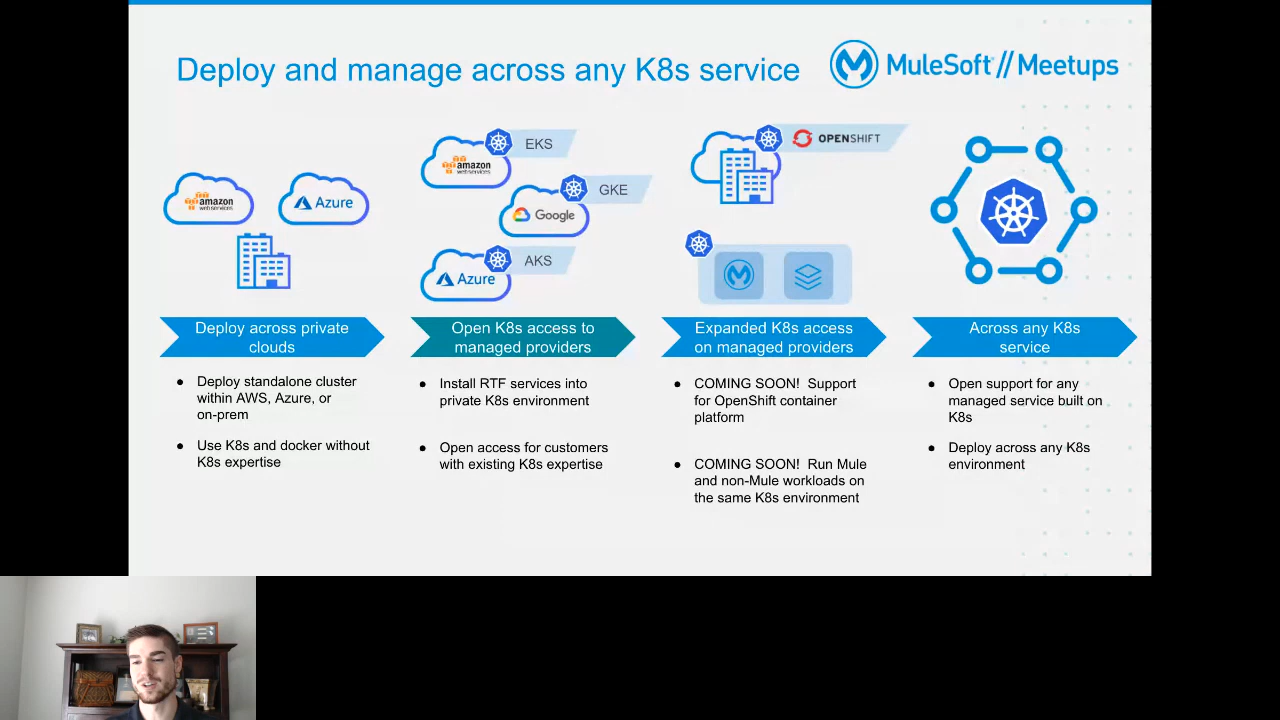 Deploy and manage across any K8s service
MuleSoft // Meetups
amazon
webservices
Azure
EKS
amazon
webservices
GKE
Google
AKS
Azure
OPENSHIFT
Deploy across private
clouds
● Deploy standalone cluster
within AWS, Azure, or
on-prem
● Use K8s and docker without
K8s expertise
Open K8s access to
managed providers
● Install RTF services into
private K8s environment
● Open access for customers
with existing K8s expertise
Expanded K8s access
on managed providers
● COMING SOON! Support
for OpenShift container
platform
● COMING SOON! Run Mule
and non-Mule workloads on
the same K8s environment
Across any K8s
service
● Open support for any
managed service built on
K8s
● Deploy across any K8s
environment